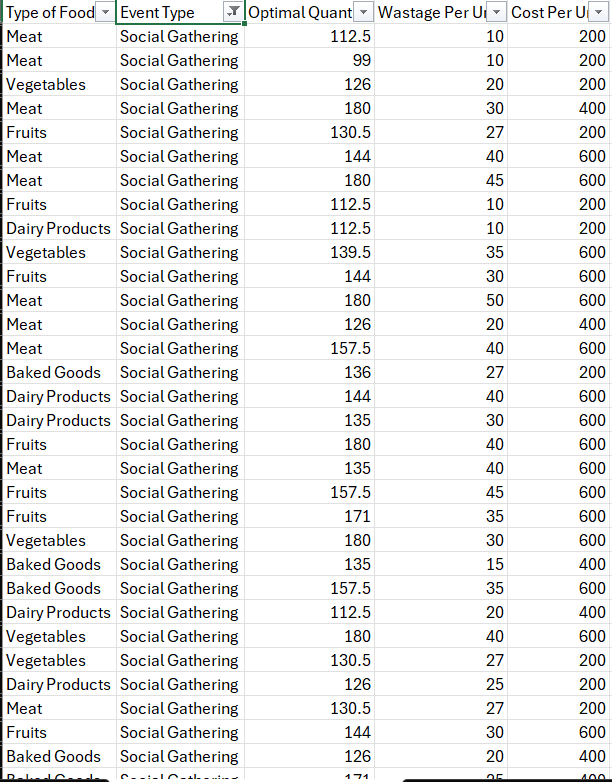 Type of Food Event Type Optimal Quant Wastage Per Cost Per
Meat Social Gathering 112.5 10 200
Meat Social Gathering 99 10 200
Vegetables Social Gathering 126 20 200
Meat Social Gathering 180 30 400
Fruits Social Gathering 130.5 27 200
Meat Social Gathering 144 40 600
Meat Social Gathering 180 45 600
Fruits Social Gathering 112.5 10 200
Dairy Products Social Gathering 112.5 10 200
Vegetables Social Gathering 139.5 35 600
Fruits Social Gathering 144 30 600
Meat Social Gathering 180 50 600
Meat Social Gathering 126 20 400
Meat Social Gathering 157.5 40 600
Baked Goods Social Gathering 136 27 200
Dairy Products Social Gathering 144 40 600
Dairy Products Social Gathering 135 30 600
Fruits Social Gathering 180 40 600
Meat Social Gathering 135 40 600
Fruits Social Gathering 157.5 45 600
Fruits Social Gathering 171 35 600
Vegetables Social Gathering 180 30 600
Baked Goods Social Gathering 135 15 400
Baked Goods Social Gathering 157.5 35 600
Dairy Products Social Gathering 112.5 20 400
Vegetables Social Gathering 180 40 600
Vegetables Social Gathering 130.5 27 200
Dairy Products Social Gathering 126 25 200
Meat Social Gathering 130.5 27 200
Fruits Social Gathering 144 30 600
Baked Goods Social Gathering 126 20 400